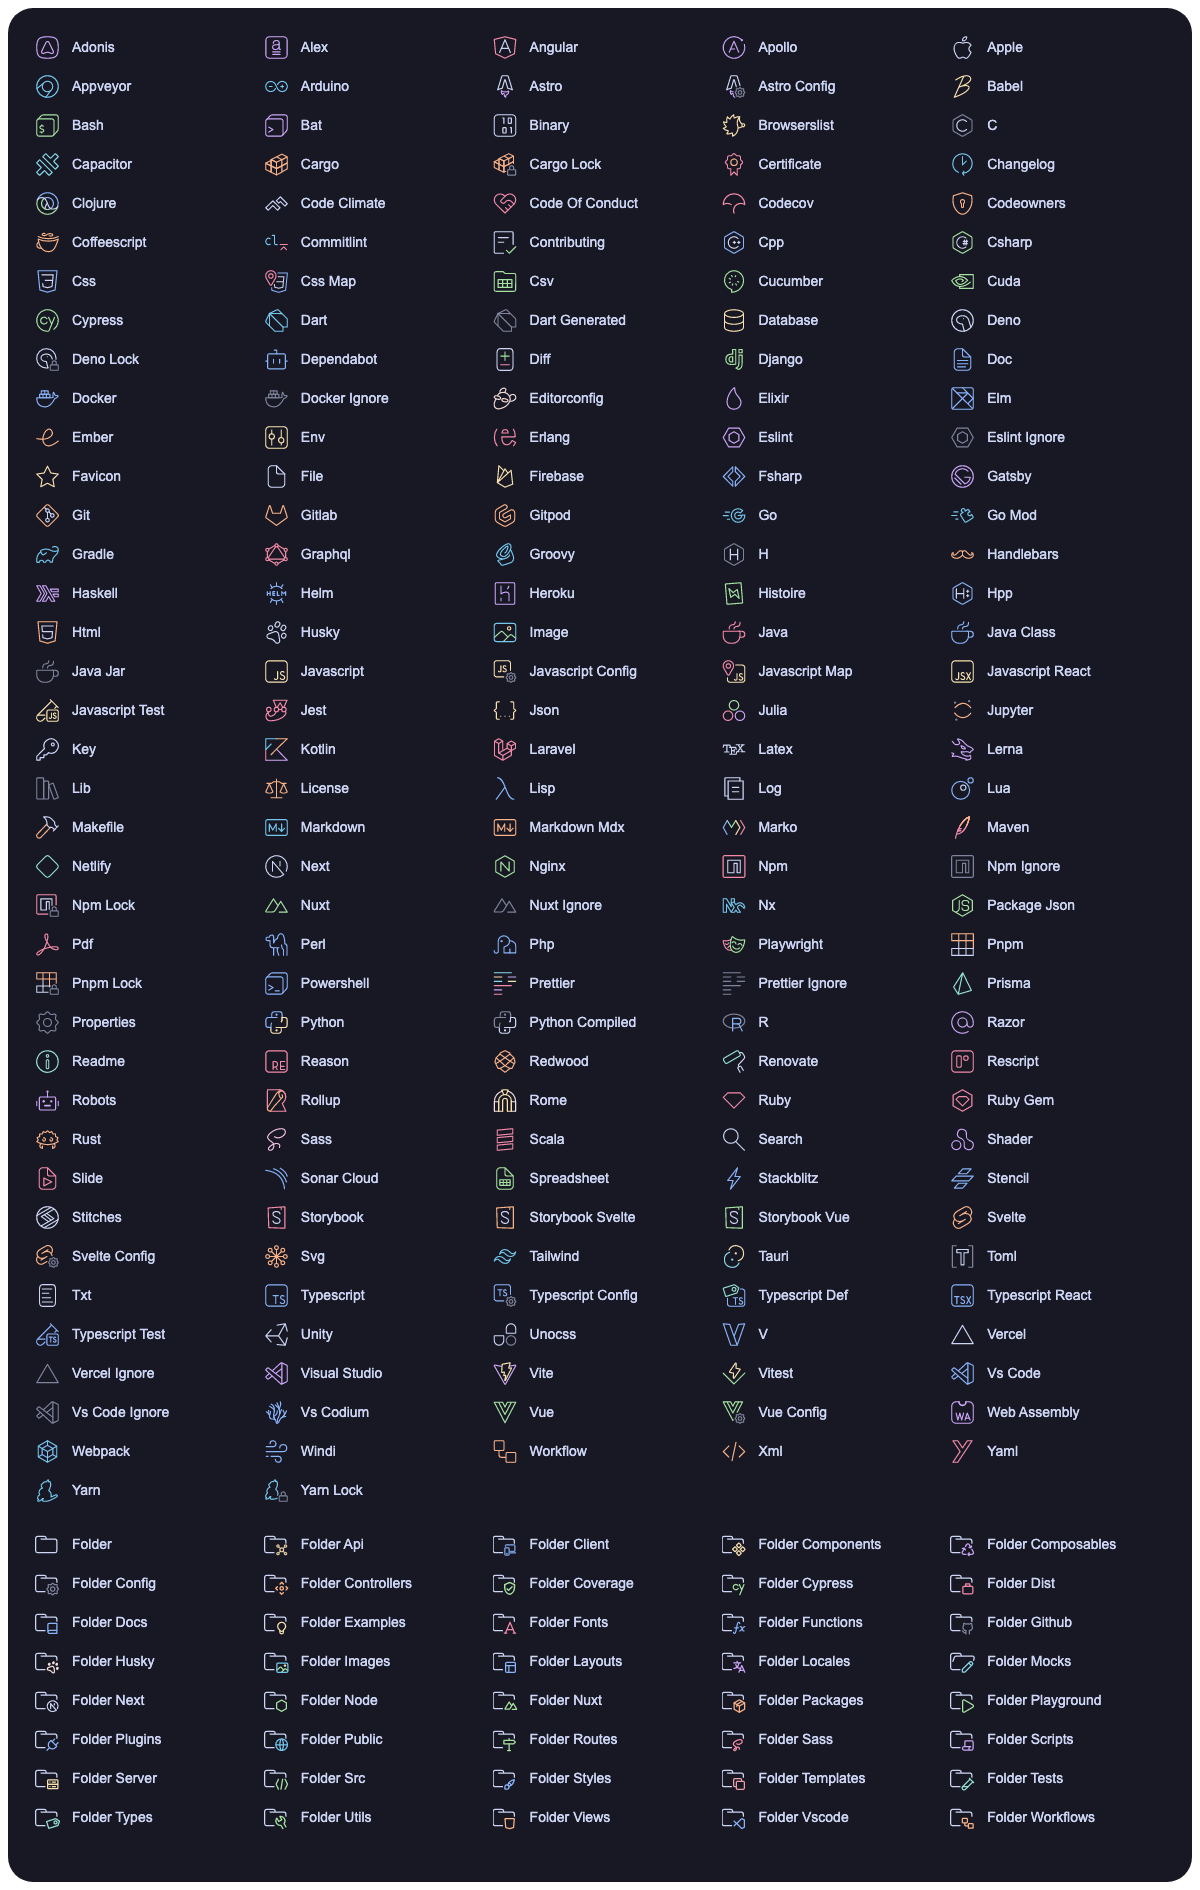 Adonis Alex Angular Apollo Apple
Appveyor Arduino Astro Astro Config Babel
Bash Bat Binary Browserslist C
Capacitor Cargo Cargo Lock Certificate Changelog
Clojure Code Climate Code Of Conduct Codecov Codeowners
Coffeescript Commitlint Contributing Cpp Csharp
Css Css Map Csv Cucumber Cuda
Cypress Dart Dart Generated Database Deno
Deno Lock Dependabot Diff Django Doc
Docker Docker Ignore Editorconfig Elixir Elm
Ember Env Erlang Eslint Eslint Ignore
Favicon File Firebase Fsharp Gatsby
Git Gitlab Gitpod Go Go Mod
Gradle Graphql Groovy H Handlebars
Haskell Helm Heroku Histoire Hpp
Html Husky Image Java Java Class
Java Jar Javascript Javascript Config Javascript Map Javascript React
Javascript Test Jest Json Julia Jupyter
Key Kotlin Laravel Latex Lerna
Lib License Lisp Log Lua
Makefile Markdown Markdown Mdx Marko Maven
Netlify Next Nginx Npm Npm Ignore
Npm Lock Nuxt Nuxt Ignore Nx Package Json
Pdf Perl Php Playwright Pnpm
Pnpm Lock Powershell Prettier Prettier Ignore Prisma
Properties Python Python Compiled R Razor
Readme Reason Redwood Renovate Rescript
Robots Rollup Rome Ruby Ruby Gem
Rust Sass Scala Search Shader
Slide Sonar Cloud Spreadsheet Stackblitz Stencil
Stitches Storybook Storybook Svelte Storybook Vue Svelte
Svelte Config Svg Tailwind Tauri Toml
Txt Typescript Typescript Config Typescript Def Typescript React
Typescript Test Unity Unocss V Vercel
Vercel Ignore Visual Studio Vite Vitest Vs Code
Vs Code Ignore Vs Codium Vue Vue Config Web Assembly
Webpack Windi Workflow Xml Yaml
Yarn Yarn Lock
Folder Folder Api Folder Client Folder Components Folder Composables
Folder Config Folder Controllers Folder Coverage Folder Cypress Folder Dist
Folder Docs Folder Examples Folder Fonts Folder Functions Folder Github
Folder Husky Folder Images Folder Layouts Folder Locales Folder Mocks
Folder Next Folder Node Folder Nuxt Folder Packages Folder Playground
Folder Plugins Folder Public Folder Routes Folder Sass Folder Scripts
Folder Server Folder Src Folder Styles Folder Templates Folder Tests
Folder Types Folder Utils Folder Views Folder Vscode Folder Workflows